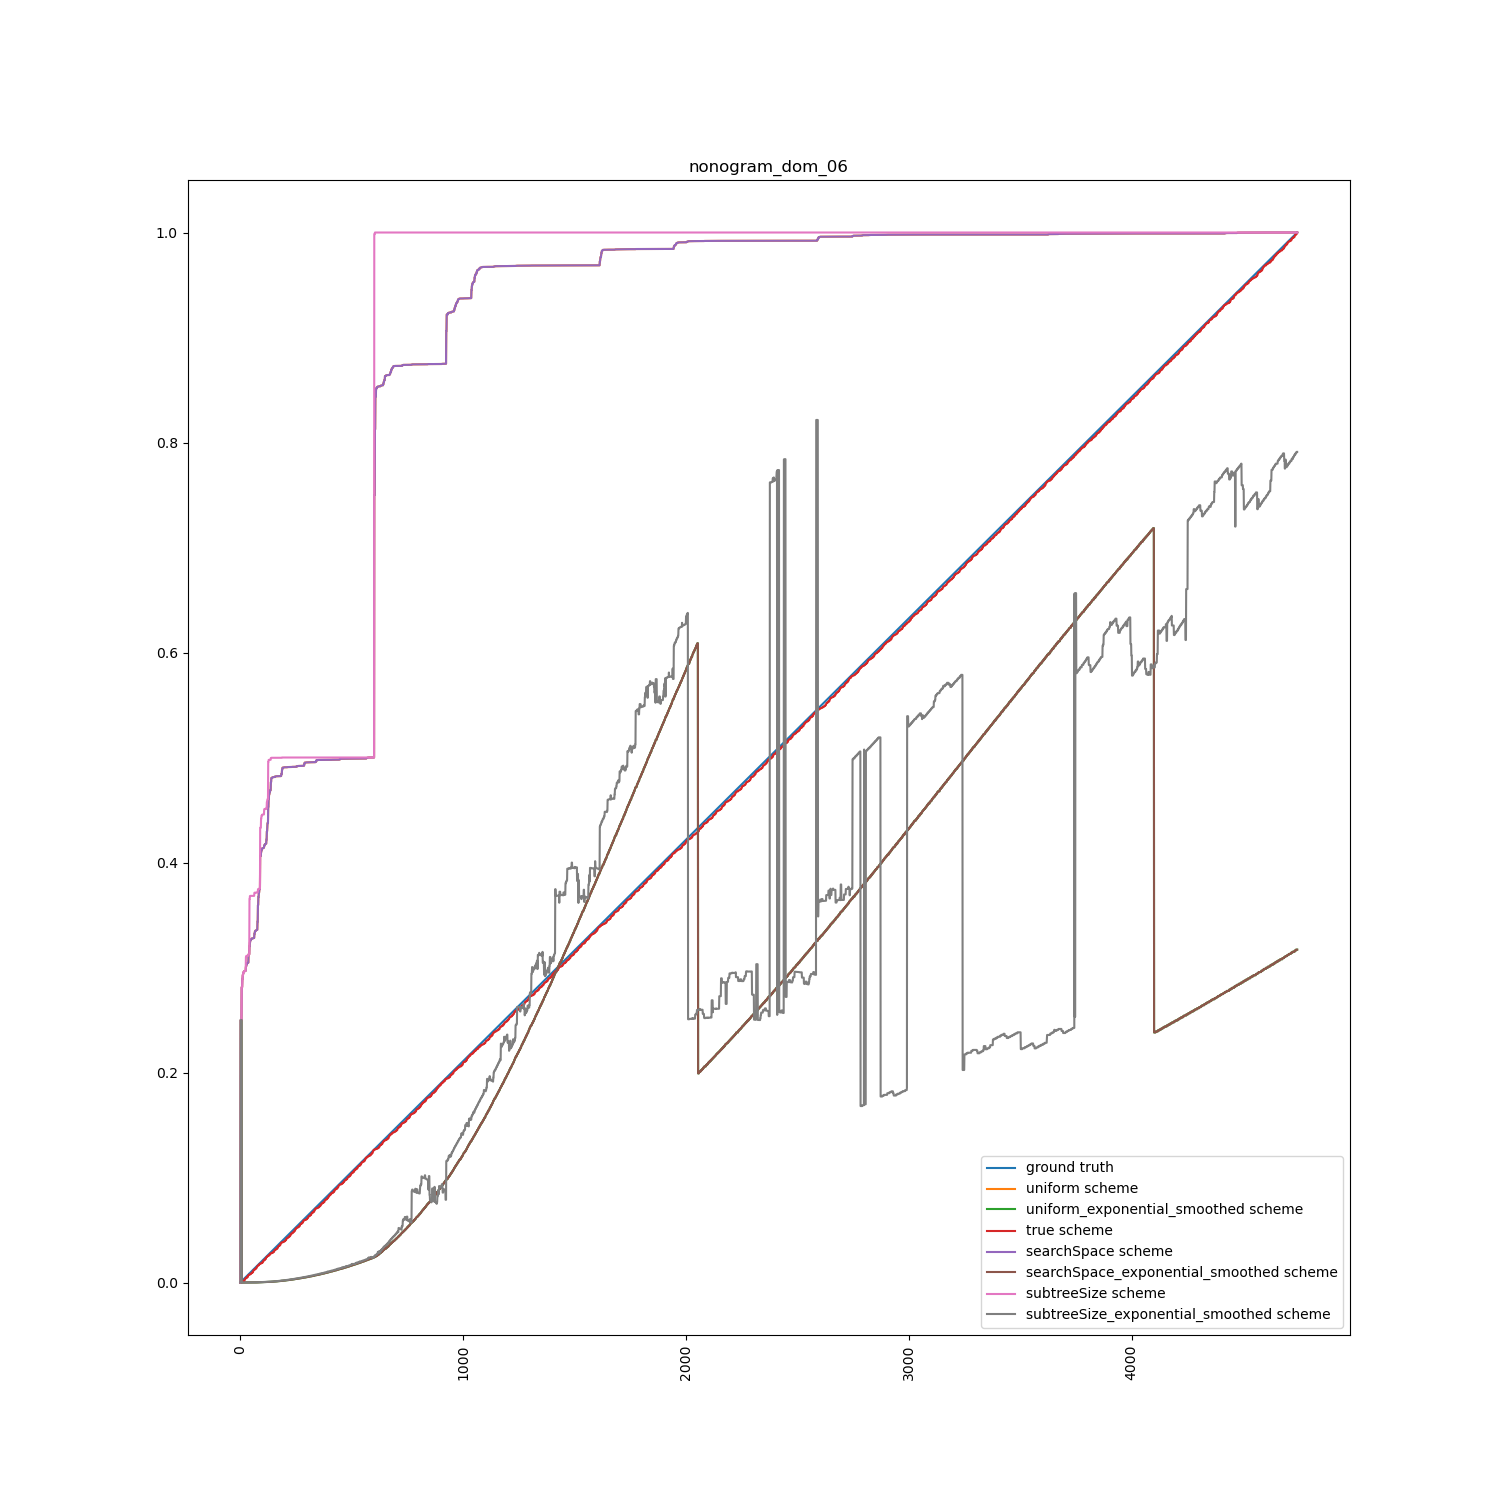 nonogram_dom_06
1.0
0.8
0.6
0.4
0.2
0.0
0
1000
2000
3000
4000
ground truth
uniform scheme
uniform_exponential_smoothed scheme
true scheme
searchSpace scheme
searchSpace_exponential_smoothed scheme
subtreeSize scheme
subtreeSize_exponential_smoothed scheme